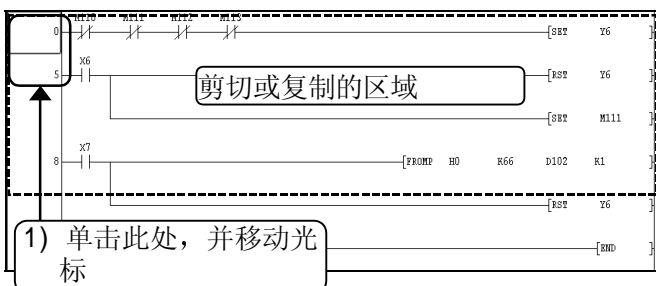 M110 M111 M112 M113
0 [SET Y6 ]
X6
5 [RST Y6 ]
剪切或复制的区域
[SET M111 ]
X7
8 [FROMP H0 K66 D102 K1 ]
[RST Y6 ]
1) 单击此处，并移动光
标
[END ]